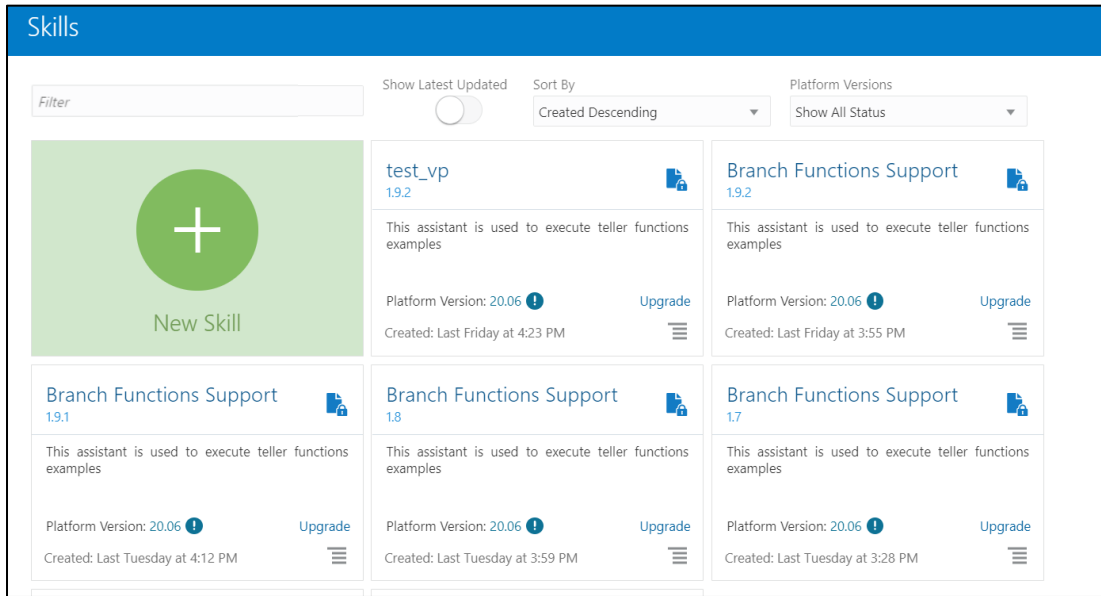 Skills
Filter
Show Latest Updated
Sort By
Created Descending
Platform Versions
Show All Status
New Skill
test_vp
1.9.2
This assistant is used to execute teller functions
examples
Platform Version: 20.06
Upgrade
Created: Last Friday at 4:23 PM
Branch Functions Support
1.9.2
This assistant is used to execute teller functions
examples
Platform Version: 20.06
Upgrade
Created: Last Friday at 3:55 PM
Branch Functions Support
1.9.1
This assistant is used to execute teller functions
examples
Platform Version: 20.06
Upgrade
Created: Last Tuesday at 4:12 PM
Branch Functions Support
1.8
This assistant is used to execute teller functions
examples
Platform Version: 20.06
Upgrade
Created: Last Tuesday at 3:59 PM
Branch Functions Support
1.7
This assistant is used to execute teller functions
examples
Platform Version: 20.06
Upgrade
Created: Last Tuesday at 3:28 PM